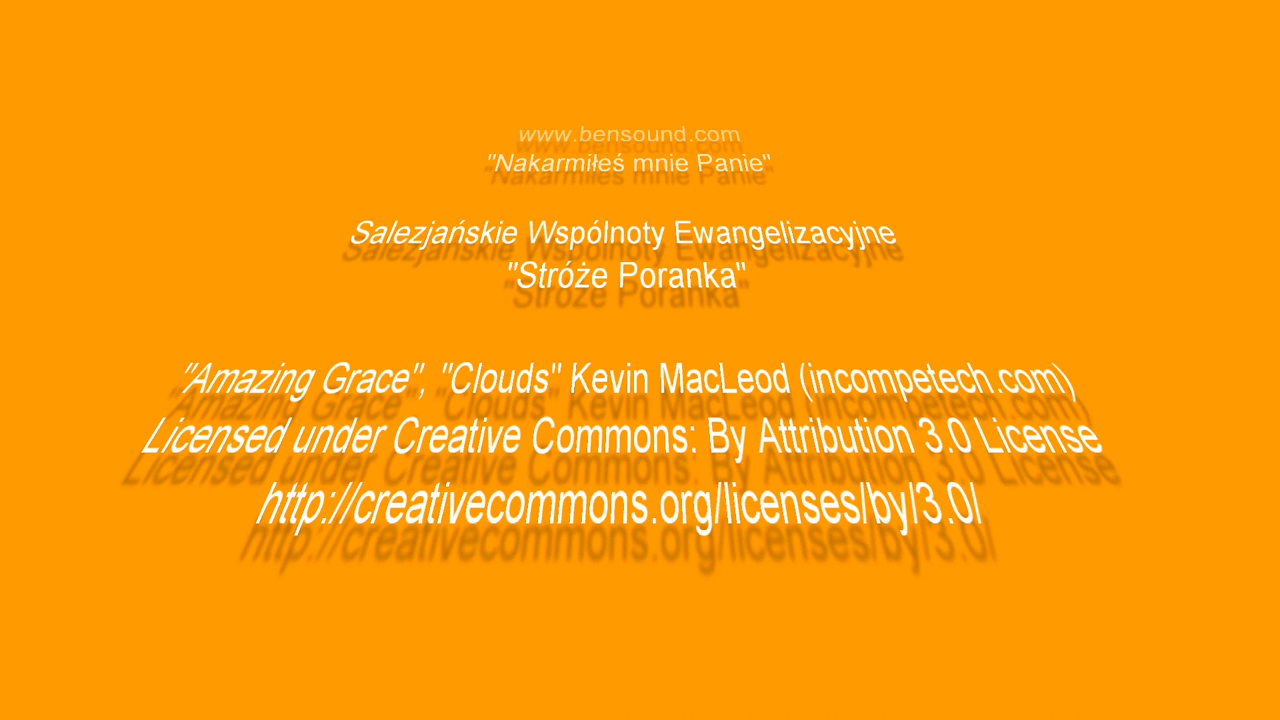 www.bensound.com
"Nakarmiłeś mnie Panie"
Salezjańskie Wspólnoty Ewangelizacyjne
"Stróże Poranka"
"Amazing Grace", "Clouds" Kevin MacLeod (incompetech.com)
Licensed under Creative Commons: By Attribution 3.0 License
http://creativecommons.org/licenses/by/3.0/